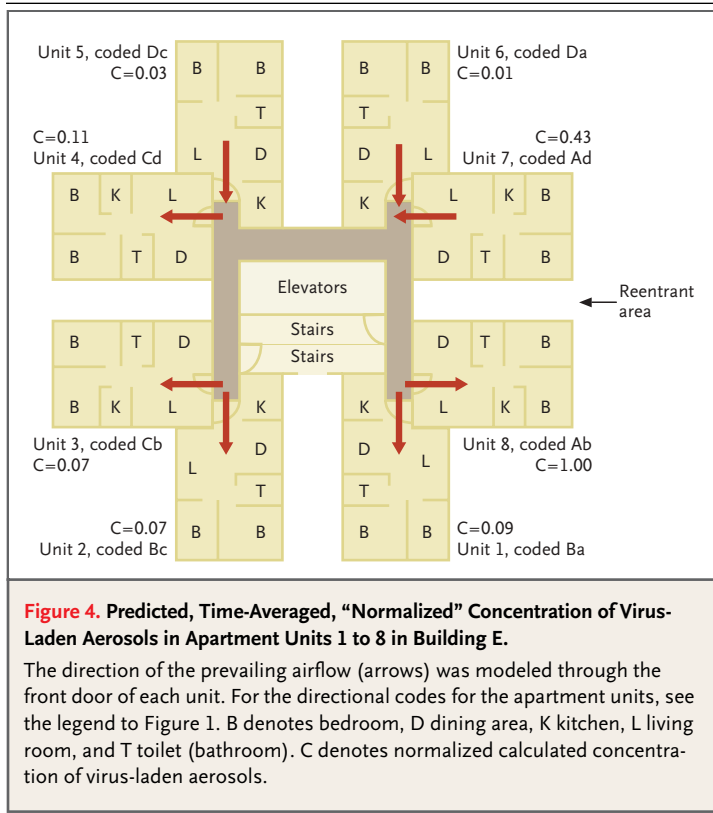 Unit 5, coded Dc
C=0.03
B
B
T
L
D
K
B
B
T
D
L
K
Unit 6, coded Da
C=0.01
C=0.11
Unit 4, coded Cd
B
K
L
B
T
D
C=0.43
Unit 7, coded Ad
L
K
B
D
T
B
Elevators
Stairs
Stairs
Reentrant
area
B
T
D
B
K
L
Unit 3, coded Cb
C=0.07
D
T
B
L
K
B
Unit 8, coded Ab
C=1.00
K
L
D
T
B
B
C=0.07
Unit 2, coded Bc
K
D
L
T
B
B
C=0.09
Unit 1, coded Ba
Figure 4. Predicted, Time-Averaged, “Normalized” Concentration of Virus-
Laden Aerosols in Apartment Units 1 to 8 in Building E.
The direction of the prevailing airflow (arrows) was modeled through the
front door of each unit. For the directional codes for the apartment units, see
the legend to Figure 1. B denotes bedroom, D dining area, K kitchen, L living
room, and T toilet (bathroom). C denotes normalized calculated concentra-
tion of virus-laden aerosols.